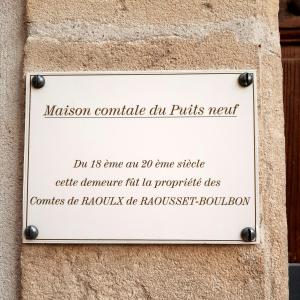 Maison comtale du Puits neuf
Du 18 ème au 20 ème siècle
cette demeure fût la propriété des
Comtes de RAOULX de RAOUSSET-BOULBON